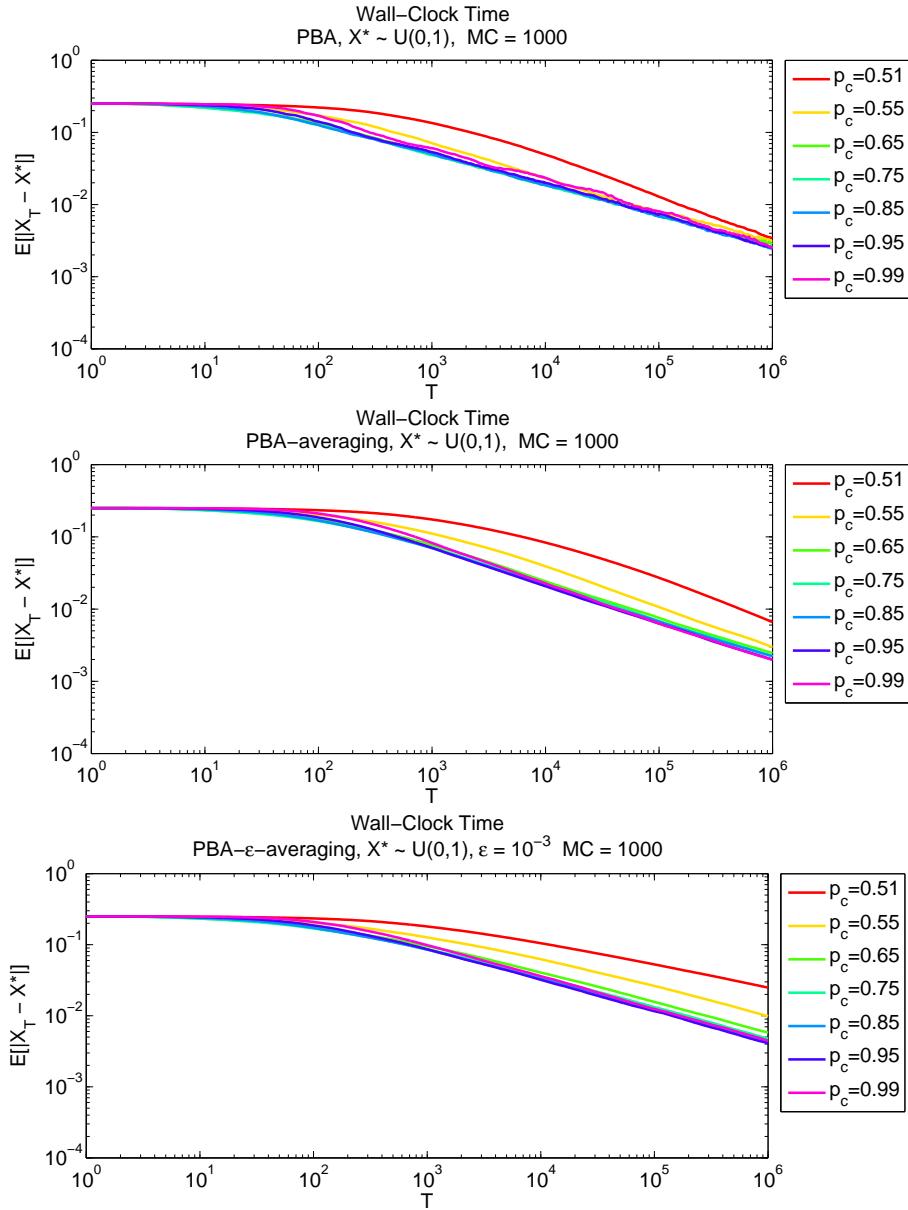 Wall−Clock Time
PBA, X* ~ U(0,1),  MC = 1000
10^0
10^−1
10^−2
10^−3
10^−4
E[|X_T − X*|]
10^0 10^1 10^2 10^3 10^4 10^5 10^6
T
p_c=0.51
p_c=0.55
p_c=0.65
p_c=0.75
p_c=0.85
p_c=0.95
p_c=0.99
Wall−Clock Time
PBA−averaging, X* ~ U(0,1),  MC = 1000
10^0
10^−1
10^−2
10^−3
10^−4
E[|X_T − X*|]
10^0 10^1 10^2 10^3 10^4 10^5 10^6
T
p_c=0.51
p_c=0.55
p_c=0.65
p_c=0.75
p_c=0.85
p_c=0.95
p_c=0.99
Wall−Clock Time
PBA−ε−averaging, X* ~ U(0,1), ε = 10^−3  MC = 1000
10^0
10^−1
10^−2
10^−3
10^−4
E[|X_T − X*|]
10^0 10^1 10^2 10^3 10^4 10^5 10^6
T
p_c=0.51
p_c=0.55
p_c=0.65
p_c=0.75
p_c=0.85
p_c=0.95
p_c=0.99